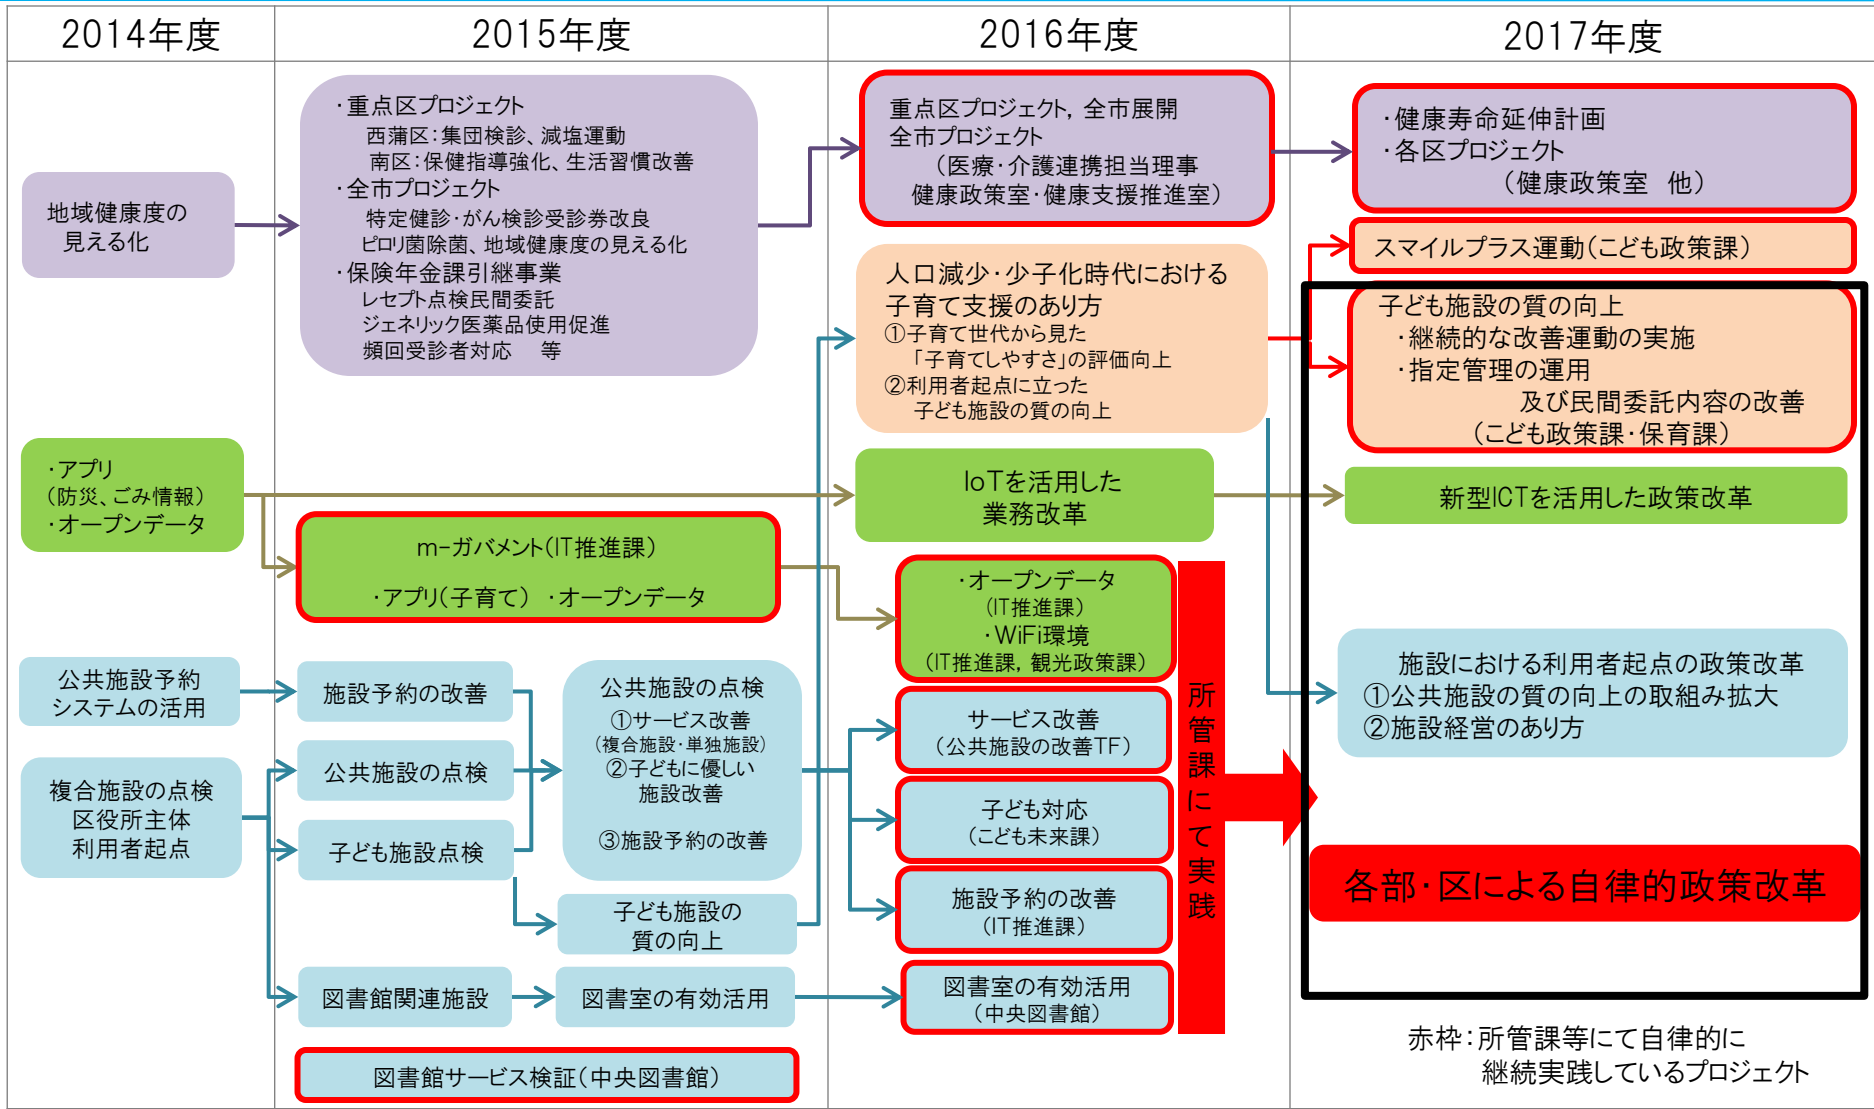 2014年度
2015年度
2016年度
2017年度
地域健康度の
見える化
・アプリ
(防災、ごみ情報)
・オープンデータ
公共施設予約
システムの活用
複合施設の点検
区役所主体
利用者起点
・重点区プロジェクト
西蒲区：集団検診、減塩運動
南区：保健指導強化、生活習慣改善
・全市プロジェクト
特定健診・がん検診受診券改良
ピロリ菌除菌、地域健康度の見える化
・保険年金課引継事業
レセプト点検民間委託
ジェネリック医薬品使用促進
頻回受診者対応　等
m-ガバメント(IT推進課)
・アプリ(子育て)　・オープンデータ
施設予約の改善
公共施設の点検
子ども施設点検
図書館関連施設
図書館サービス検証(中央図書館)
公共施設の点検
①サービス改善
(複合施設・単独施設)
②子どもに優しい
施設改善
③施設予約の改善
子ども施設の
質の向上
図書室の有効活用
重点区プロジェクト，全市展開
全市プロジェクト
(医療・介護連携担当理事
健康政策室・健康支援推進室)
人口減少・少子化時代における
子育て支援のあり方
①子育て世代から見た
「子育てしやすさ」の評価向上
②利用者起点に立った
子ども施設の質の向上
IoTを活用した
業務改革
・オープンデータ
(IT推進課)
・WiFi環境
(IT推進課，観光政策課)
サービス改善
(公共施設の改善TF)
子ども対応
(こども未来課)
施設予約の改善
(IT推進課)
図書室の有効活用
(中央図書館)
所管課にて実践
・健康寿命延伸計画
・各区プロジェクト
(健康政策室　他)
スマイルプラス運動(こども政策課)
子ども施設の質の向上
・継続的な改善運動の実施
・指定管理の運用
及び民間委託内容の改善
(こども政策課・保育課)
新型ICTを活用した政策改革
施設における利用者起点の政策改革
①公共施設の質の向上の取組み拡大
②施設経営のあり方
各部・区による自律的政策改革
赤枠：所管課等にて自律的に
継続実践しているプロジェクト